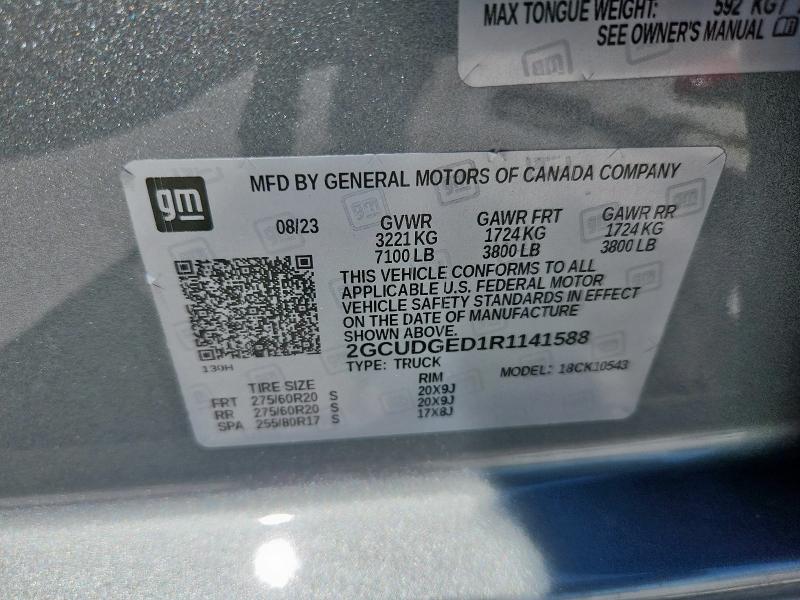 MAX TONGUE WEIGHT: 592 KG /
SEE OWNER'S MANUAL
gm
MFD BY GENERAL MOTORS OF CANADA COMPANY
08/23
GVWR GAWR FRT GAWR RR
3221 KG 1724 KG 1724 KG
7100 LB 3800 LB 3800 LB
THIS VEHICLE CONFORMS TO ALL
APPLICABLE U.S. FEDERAL MOTOR
VEHICLE SAFETY STANDARDS IN EFFECT
ON THE DATE OF MANUFACTURE
SHOWN ABOVE.
2GCUDGED1R1141588
TYPE: TRUCK MODEL: 18CK10543
130H
TIRE SIZE RIM
FRT 275/60R20 S 20X9J
RR 275/60R20 S 20X9J
SPA 255/80R17 S 17X8J